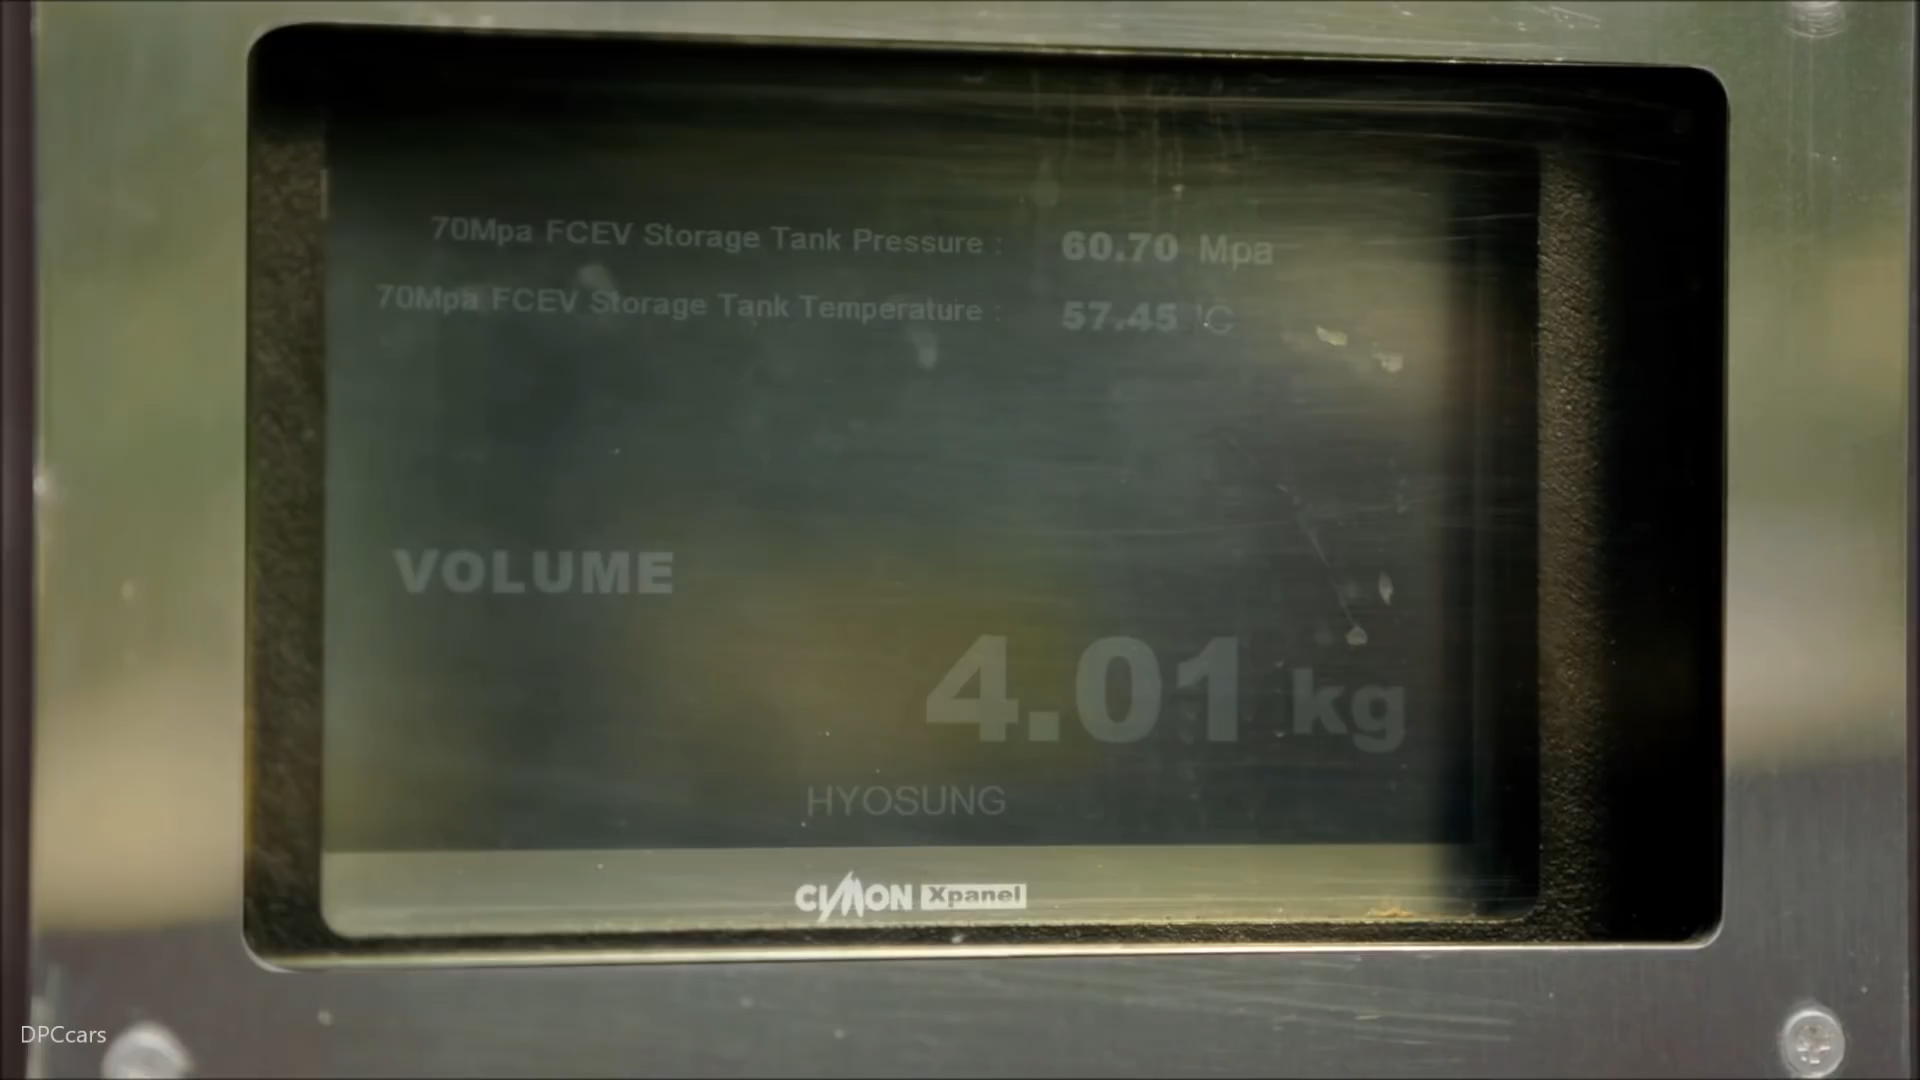 70Mpa FCEV Storage Tank Pressure : 60.70 Mpa
70Mpa FCEV Storage Tank Temperature : 57.45 'C
VOLUME
4.01 kg
HYOSUNG
CIMON Xpanel
DPCcars